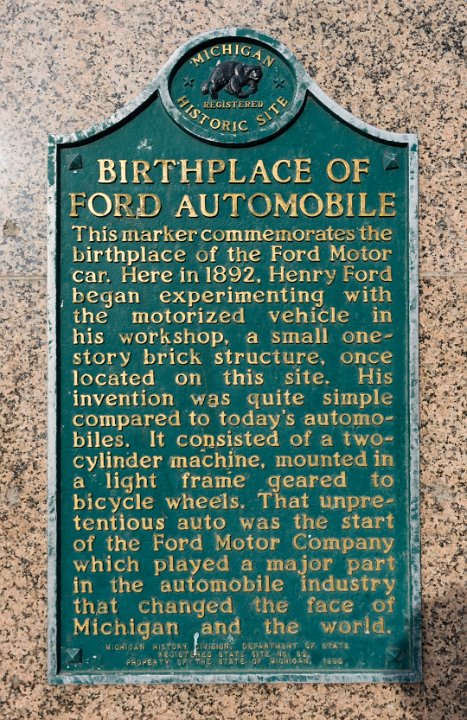 MICHIGAN
REGISTERED
HISTORIC SITE
BIRTHPLACE OF
FORD AUTOMOBILE
This marker commemorates the
birthplace of the Ford Motor
car. Here in 1892, Henry Ford
began experimenting with
the motorized vehicle in
his workshop, a small one-
story brick structure, once
located on this site. His
invention was quite simple
compared to today's automo-
biles. It consisted of a two-
cylinder machine, mounted in
a light frame geared to
bicycle wheels. That unpre-
tentious auto was the start
of the Ford Motor Company
which played a major part
in the automobile industry
that changed the face of
Michigan and the world.
MICHIGAN HISTORY DIVISION, DEPARTMENT OF STATE
REGISTERED STATE SITE NO.
PROPERTY OF THE STATE OF MICHIGAN, 1980